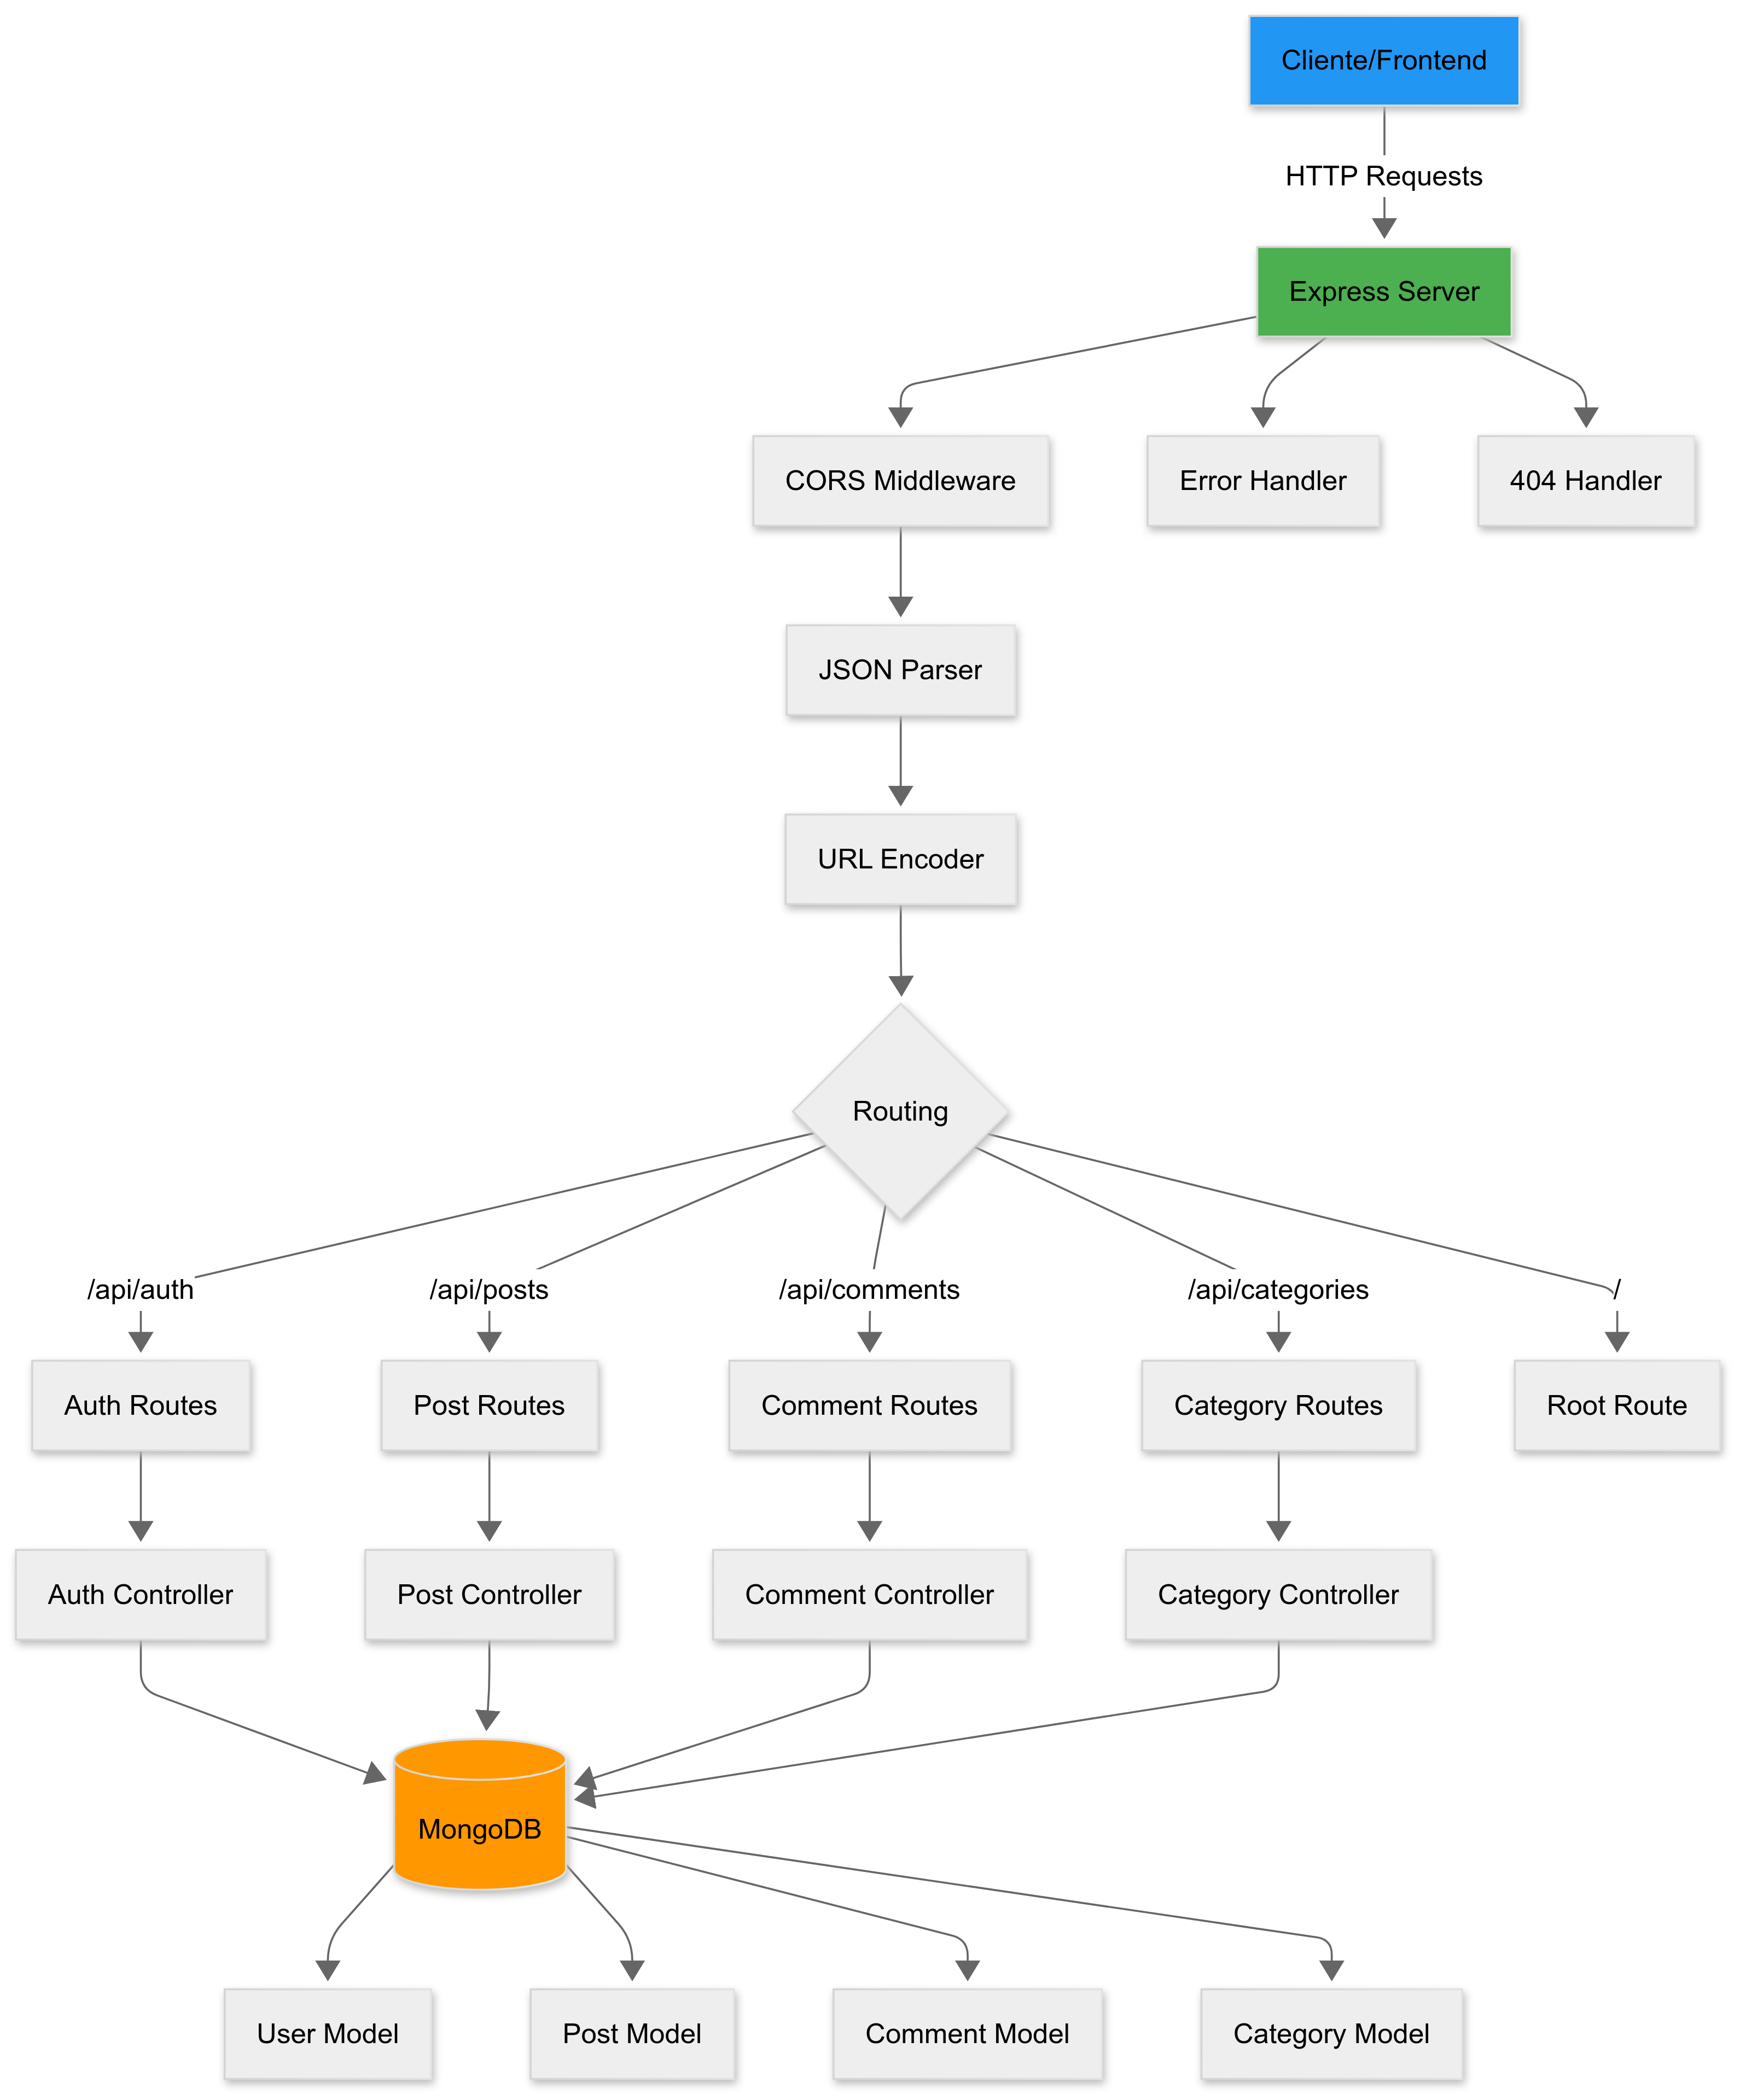 Cliente/Frontend
HTTP Requests
Express Server
CORS Middleware
Error Handler
404 Handler
JSON Parser
URL Encoder
Routing
/api/auth
/api/posts
/api/comments
/api/categories
/
Auth Routes
Post Routes
Comment Routes
Category Routes
Root Route
Auth Controller
Post Controller
Comment Controller
Category Controller
MongoDB
User Model
Post Model
Comment Model
Category Model